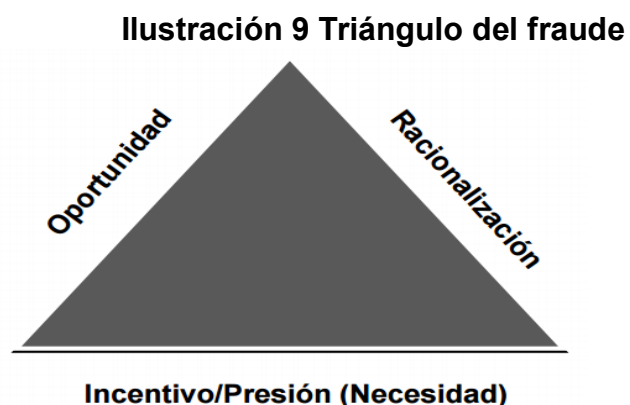 Ilustración 9 Triángulo del fraude
Oportunidad
Racionalización
Incentivo/Presión (Necesidad)